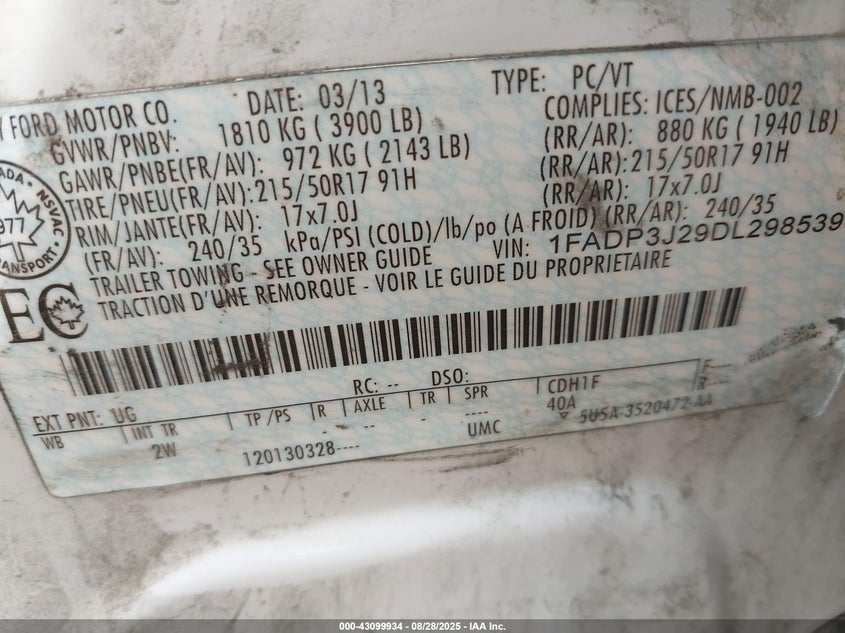 Y FORD MOTOR CO. DATE: 03/13 TYPE: PC/VT
GVWR/PNBV: 1810 KG ( 3900 LB) COMPLIES: ICES/NMB-002
GAWR/PNBE(FR/AV): 972 KG ( 2143 LB) (RR/AR): 880 KG ( 1940 LB)
TIRE/PNEU(FR/AV): 215/50R17 91H (RR/AR): 215/50R17 91H
RIM/JANTE(FR/AV): 17x7.0J (RR/AR): 17x7.0J
(FR/AV): 240/35 kPa/PSI (COLD)/lb/po (A FROID) (RR/AR): 240/35
TRAILER TOWING - SEE OWNER GUIDE VIN: 1FADP3J29DL298539
TRACTION D'UNE REMORQUE - VOIR LE GUIDE DU PROPRIETAIRE
ADA • NSVAC
977
TRANSPORT •
EC
RC: -- DSO:
EXT PNT: UG CDH1F F----
WB INT TR TP /PS R AXLE TR SPR 40A R----
2W 120130328---- - -- - ---- UMC 5U5A-3520472-AA
000-43099934 - 08/28/2025 - IAA Inc.